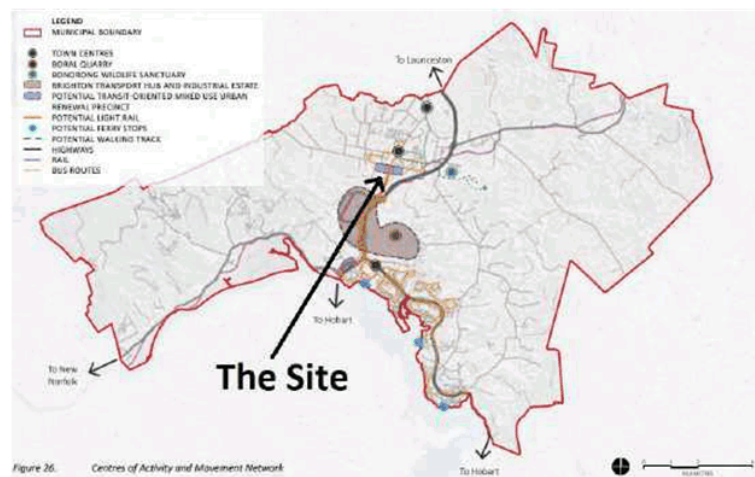 LEGEND
MUNICIPAL BOUNDARY
TOWN CENTRES
BORAL QUARRY
BONORONG WILDLIFE SANCTUARY
BRIGHTON TRANSPORT HUB AND INDUSTRIAL ESTATE
POTENTIAL TRANSIT-ORIENTED MIXED USE URBAN
RENEWAL PRECINCT
POTENTIAL LIGHT RAIL
POTENTIAL FERRY STOPS
POTENTIAL WALKING TRACK
HIGHWAYS
RAIL
BUS ROUTES
To Launceston
To Hobart
To New
Norfolk
The Site
To Hobart
Figure 26. Centres of Activity and Movement Network